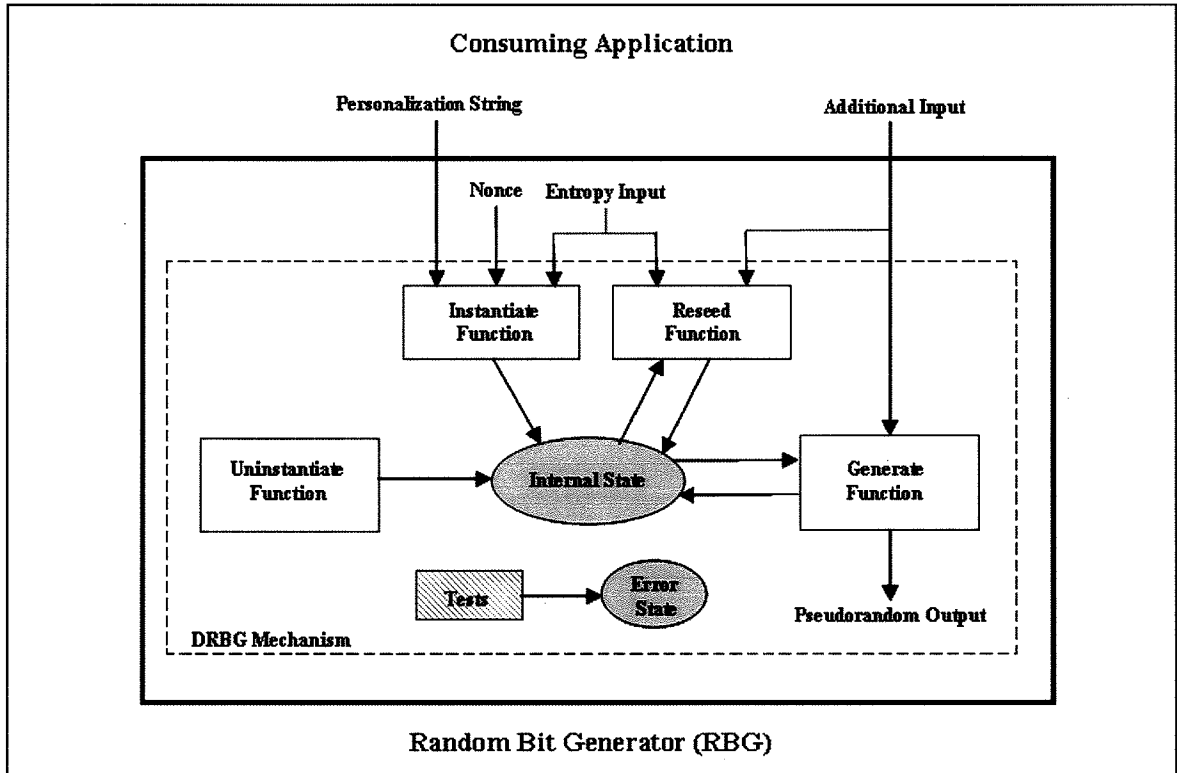 Consuming Application
Personalization String
Additional Input
Nonce
Entropy Input
Instantiate
Function
Reseed
Function
Uninstantiate
Function
Internal State
Generate
Function
Tests
Error
State
Pseudorandom Output
DRBG Mechanism
Random Bit Generator (RBG)